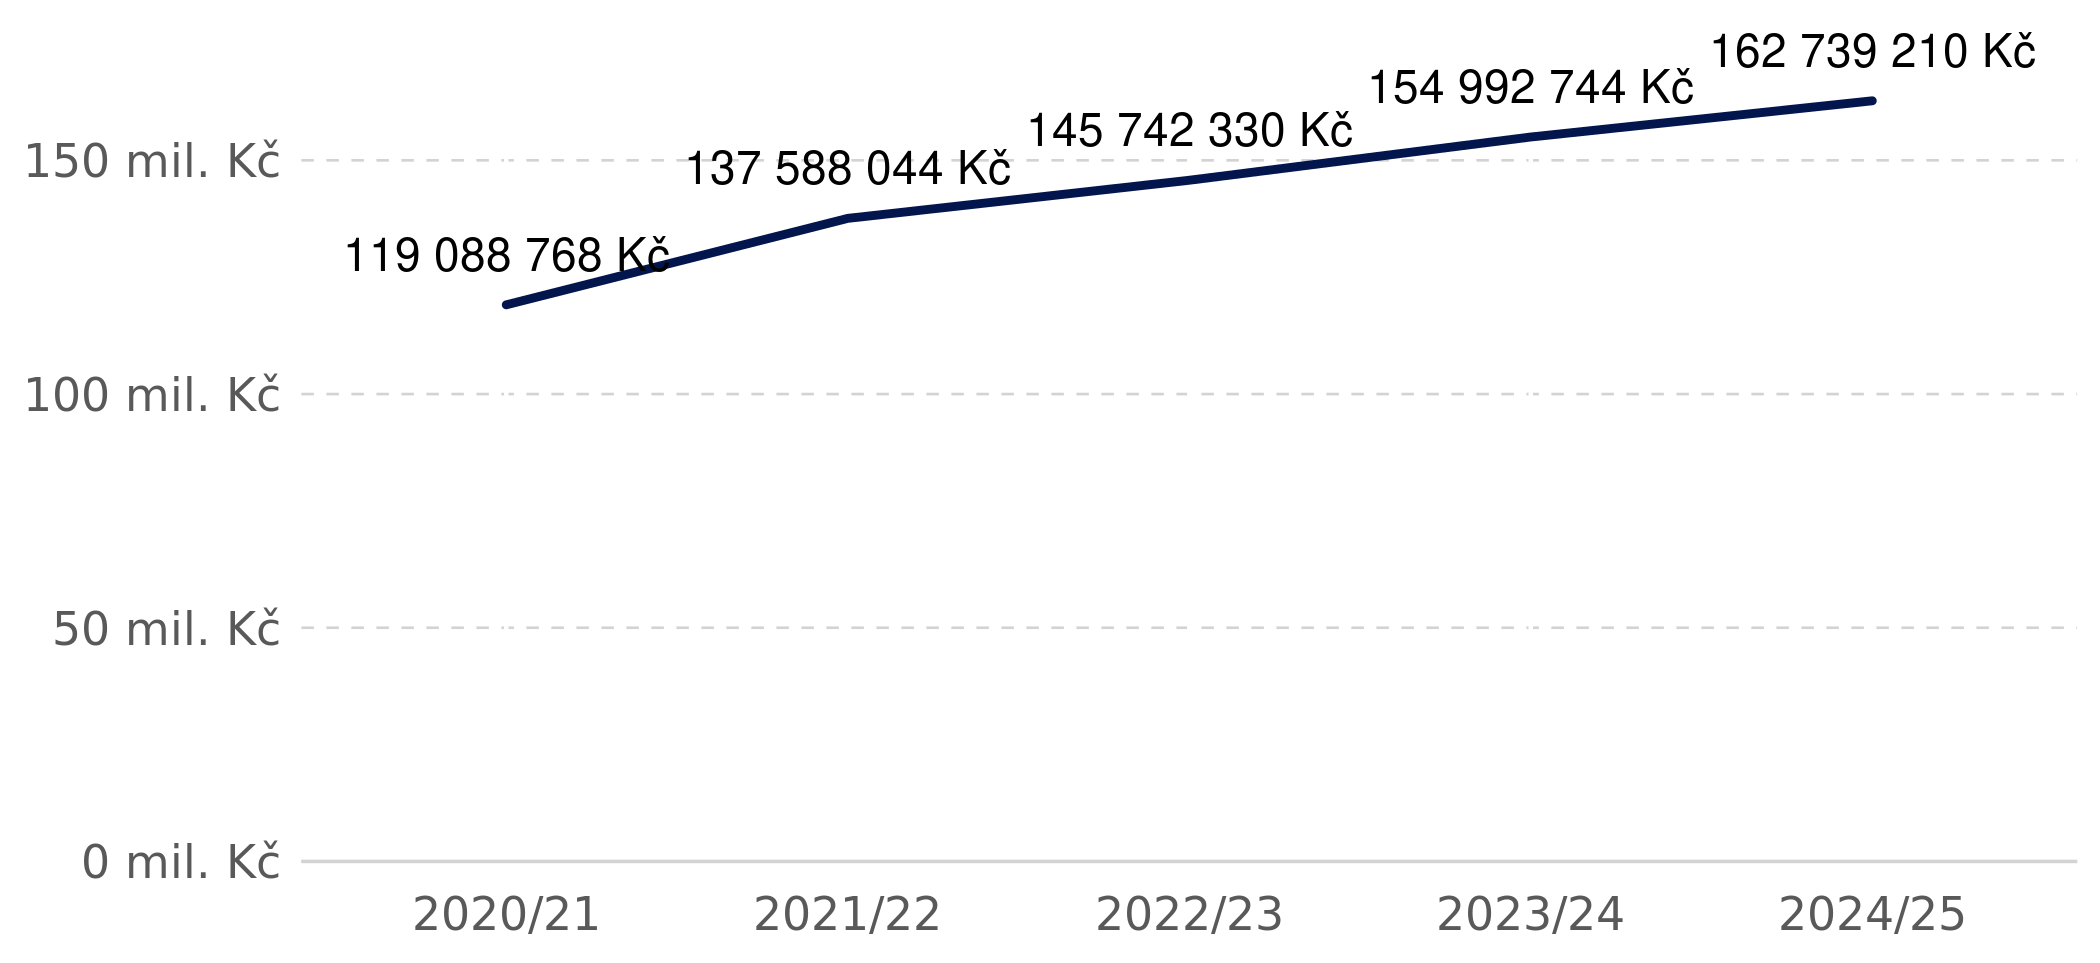 162 739 210 Kč
154 992 744 Kč
145 742 330 Kč
137 588 044 Kč
119 088 768 Kč
150 mil. Kč
100 mil. Kč
50 mil. Kč
0 mil. Kč
2020/21 2021/22 2022/23 2023/24 2024/25